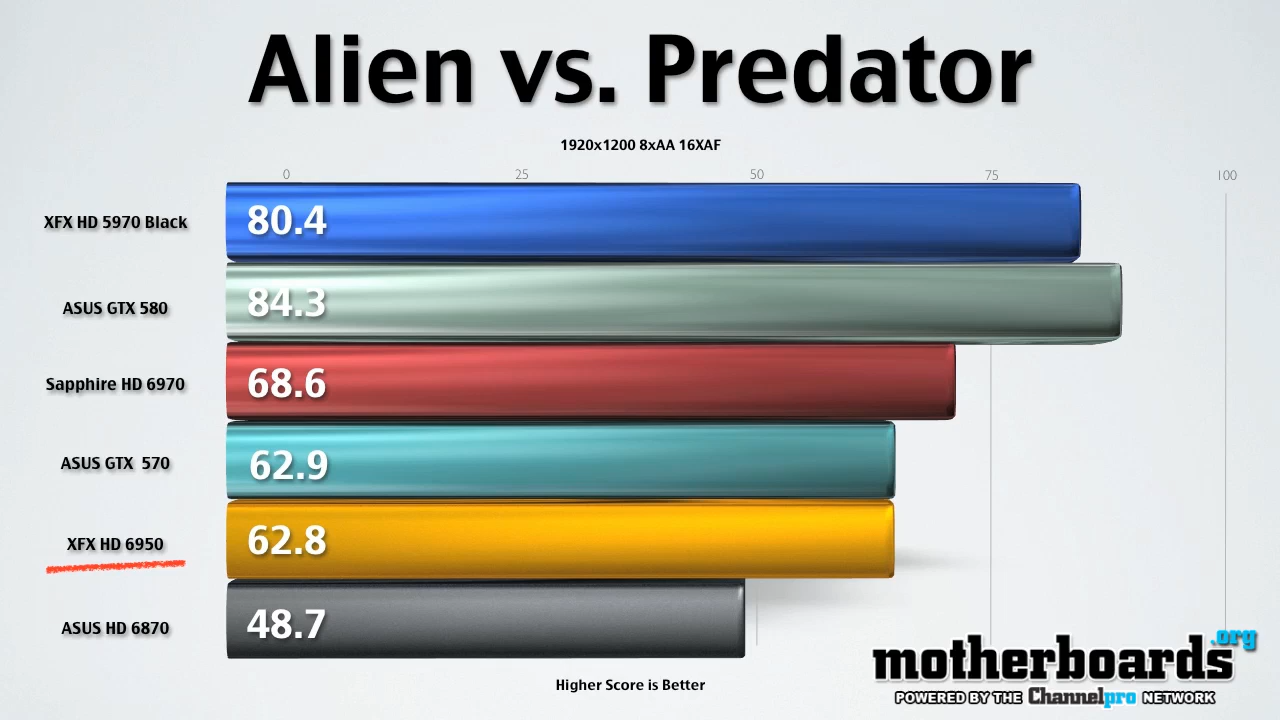 Alien vs. Predator
1920x1200 8xAA 16XAF
0 25 50 75 100
XFX HD 5970 Black 80.4
ASUS GTX 580 84.3
Sapphire HD 6970 68.6
ASUS GTX 570 62.9
XFX HD 6950 62.8
ASUS HD 6870 48.7
Higher Score is Better
motherboards.org
POWERED BY THE Channelpro NETWORK